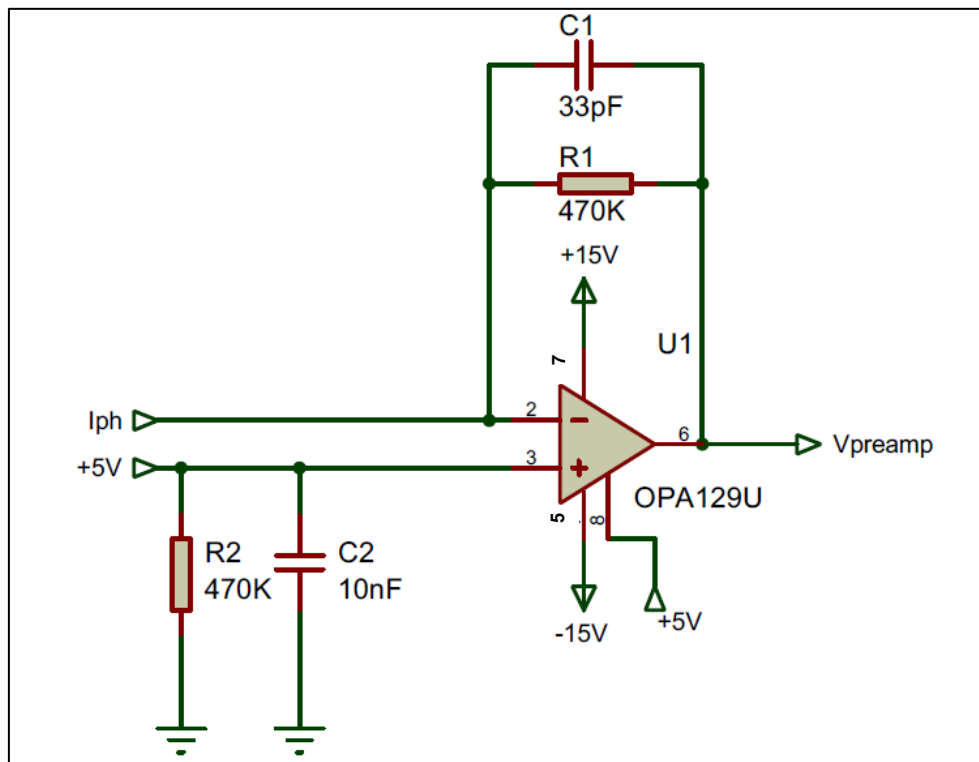 C1
33pF
R1
470K
+15V
U1
7
Iph
2
6
Vpreamp
+5V
3
OPA129U
5
8
R2
470K
C2
10nF
-15V
+5V